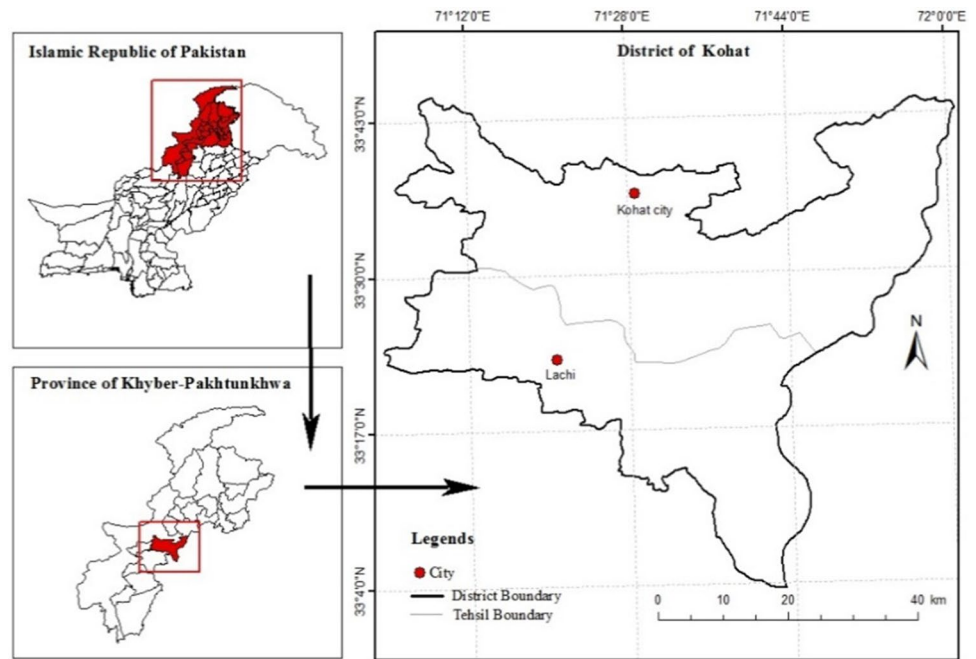 Islamic Republic of Pakistan
Province of Khyber-Pakhtunkhwa
71°12'0"E
71°28'0"E
71°44'0"E
72°0'0"E
District of Kohat
33°43'0"N
33°30'0"N
33°17'0"N
33°4'0"N
Kohat city
Lachi
N
Legends
City
District Boundary
Tehsil Boundary
0 10 20 40 km